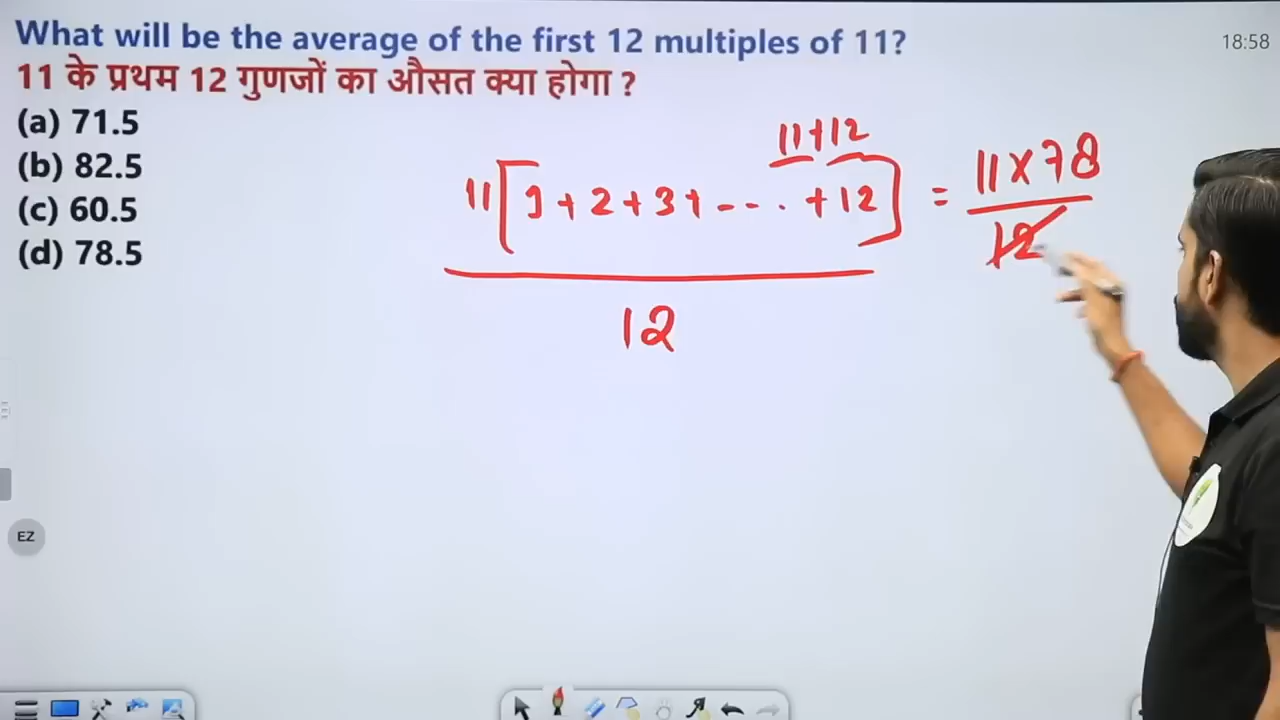 What will be the average of the first 12 multiples of 11?
18:58
11 के प्रथम 12 गुणजों का औसत क्या होगा ?
(a) 71.5
(b) 82.5
(c) 60.5
(d) 78.5
11+12
11[1+2+3+---.+12] = 11×78
12
12
EZ